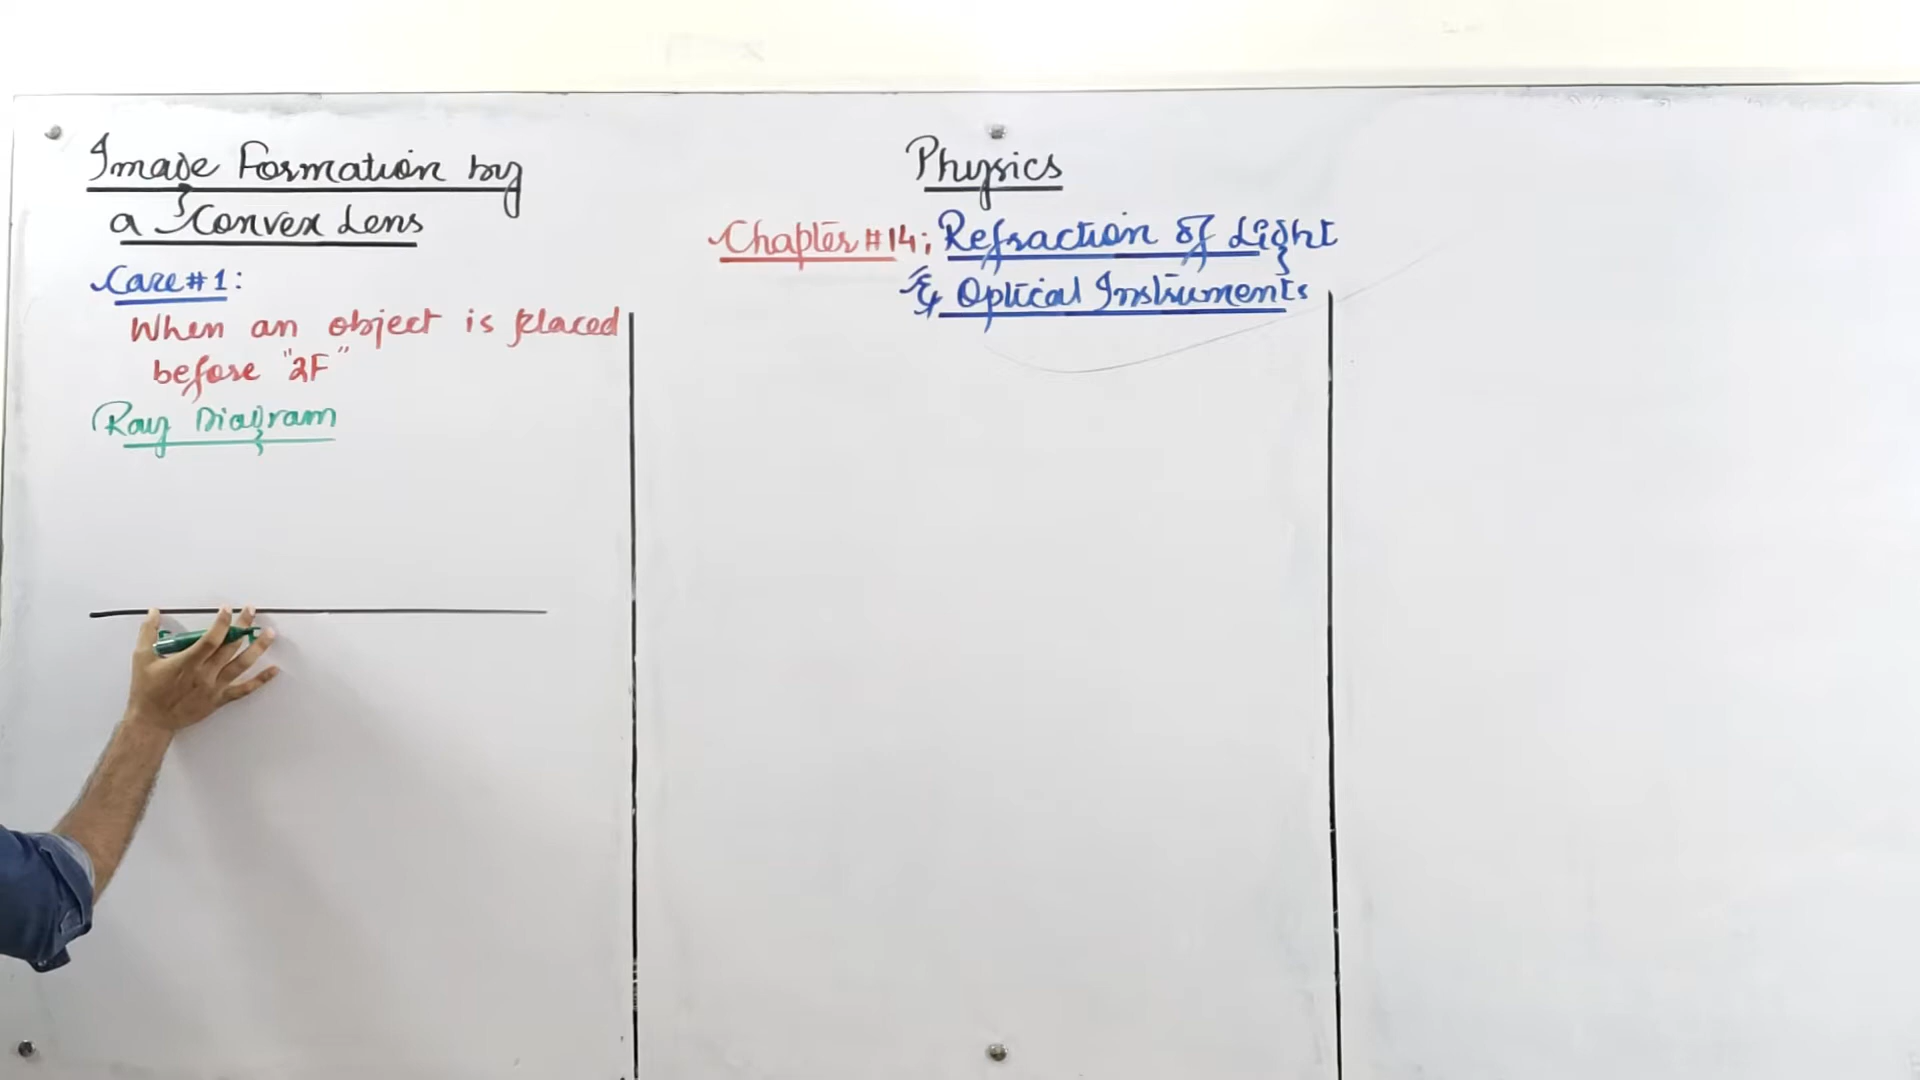 Image Formation by
a Convex Lens
Case #1:
When an object is placed
before "2F"
Ray Diagram
Physics
Chapter #14: Refraction of Light
& Optical Instruments